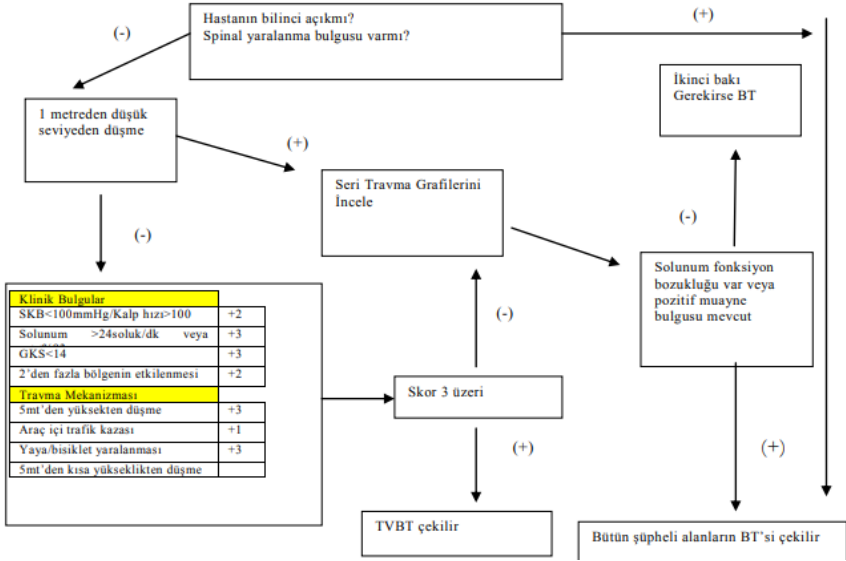 Hastanın bilinci açıkmı?
Spinal yaralanma bulgusu varmı?
(-)
(+)
1 metreden düşük
seviyeden düşme
(+)
(-)
İkinci bakı
Gerekirse BT
Seri Travma Grafilerini
İncele
(-)
Solunum fonksiyon
bozukluğu var veya
pozitif muayne
bulgusu mevcut
Klinik Bulgular
SKB<100mmHg/Kalp hızı>100 +2
Solunum >24soluk/dk veya +3
GKS<14 +3
2'den fazla bölgenin etkilenmesi +2
Travma Mekanizması
5mt'den yüksekten düşme +3
Araç içi trafik kazası +1
Yaya/bisiklet yaralanması +3
5mt'den kısa yükseklikten düşme
(-)
Skor 3 üzeri
(+)
(+)
TVBT çekilir
Bütün şüpheli alanların BT'si çekilir